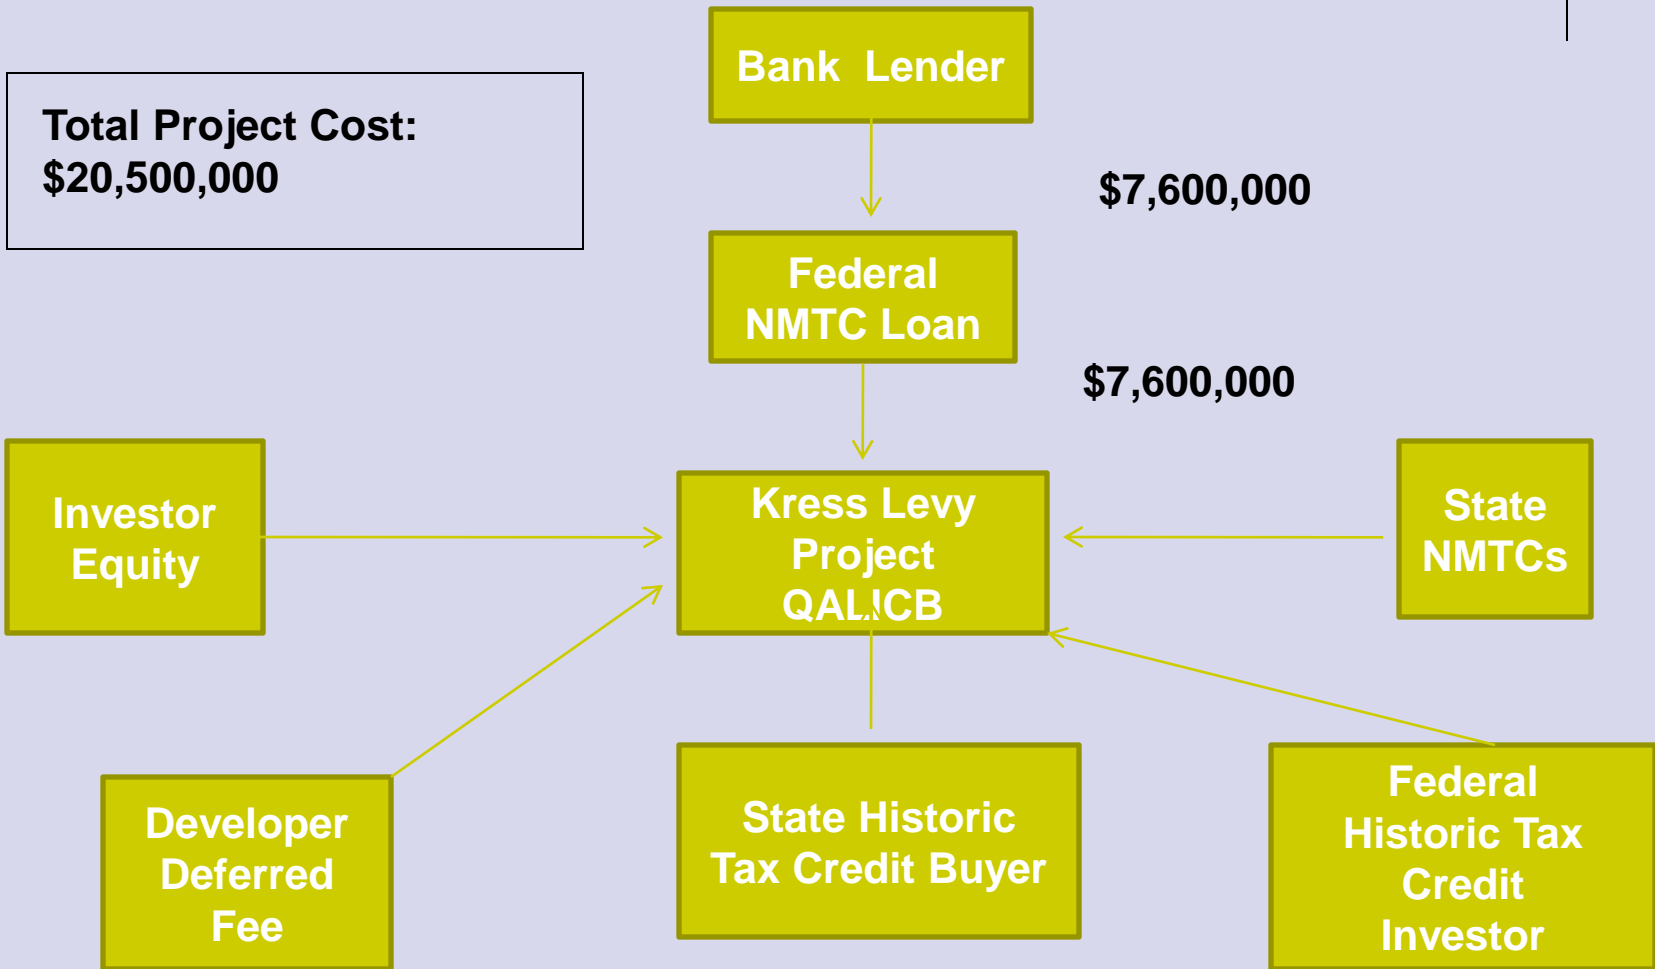 Bank Lender
Total Project Cost:
$20,500,000
$7,600,000
Federal
NMTC Loan
$7,600,000
Investor
Equity
Kress Levy
Project
QALICB
State
NMTCs
Developer
Deferred
Fee
State Historic
Tax Credit Buyer
Federal
Historic Tax
Credit
Investor